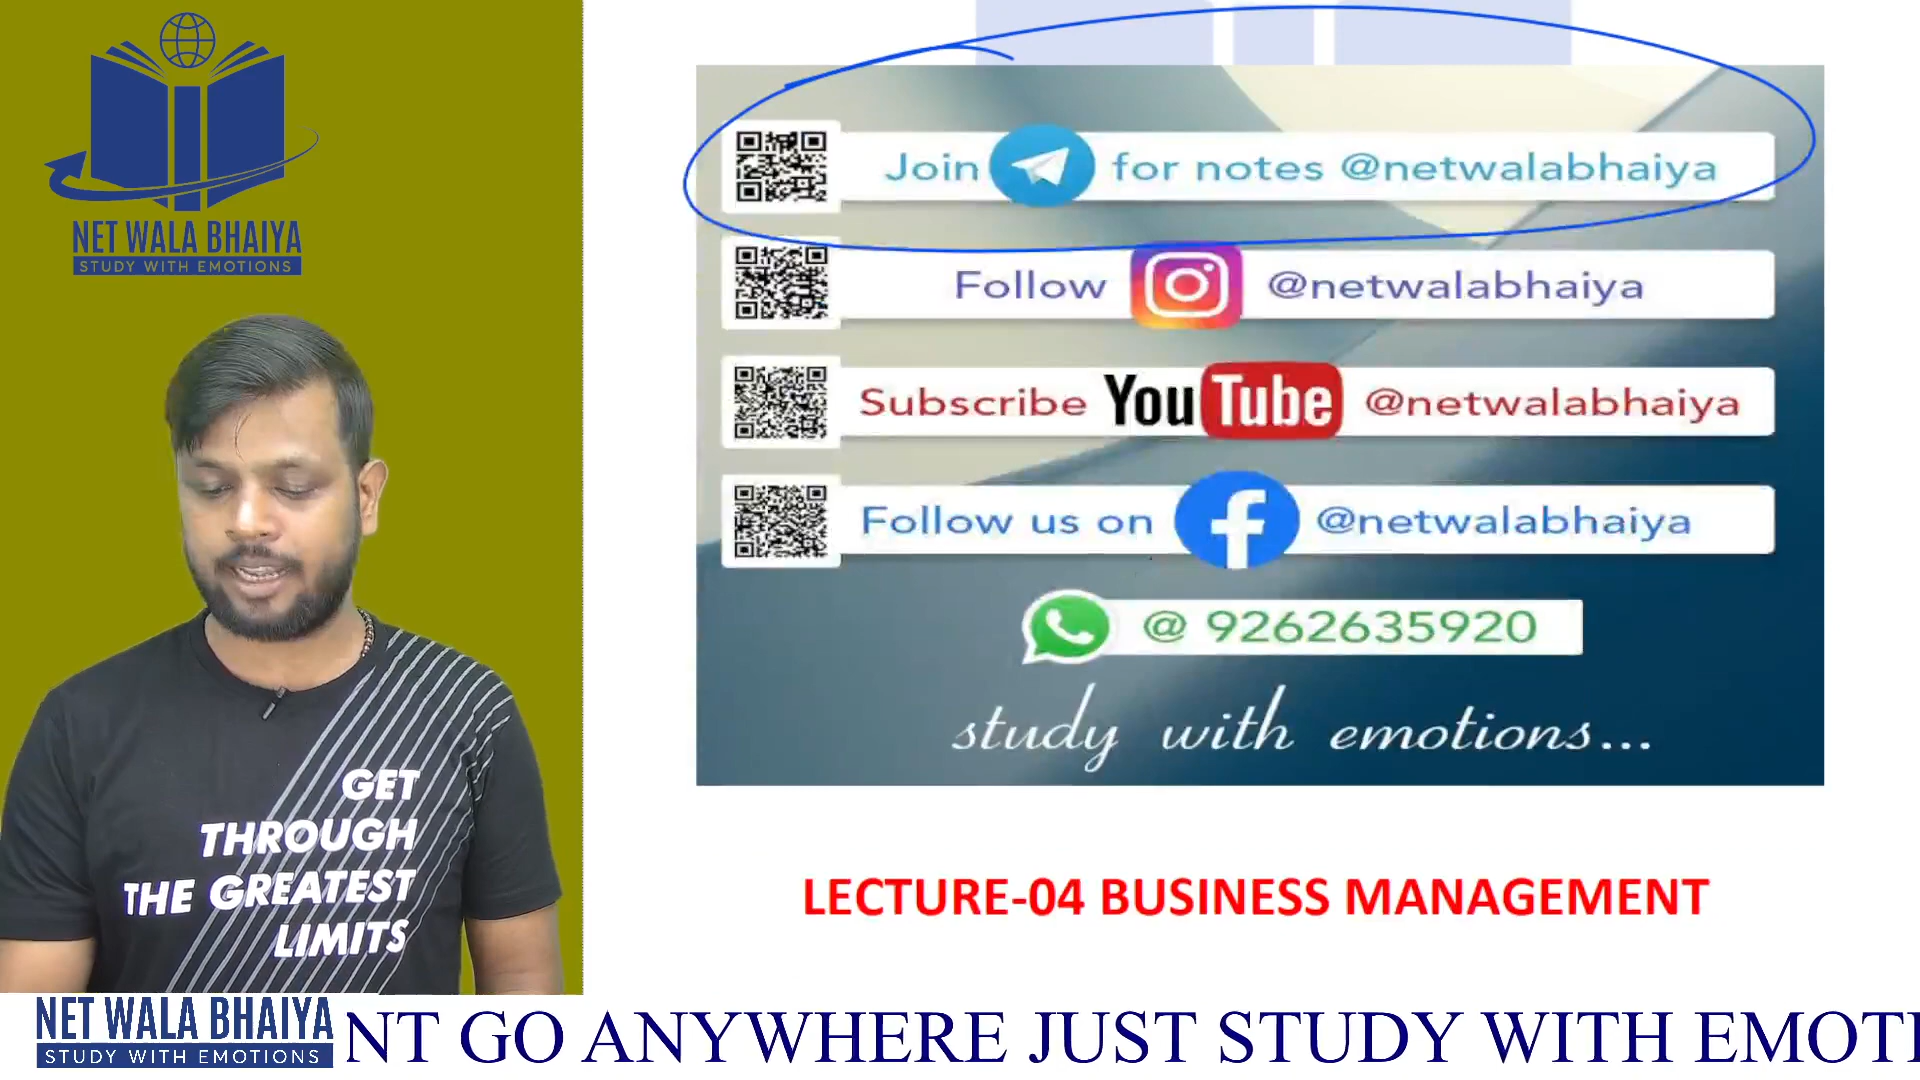 NET WALA BHAIYA
STUDY WITH EMOTIONS
GET
THROUGH
THE GREATEST
LIMITS
Join for notes @netwalabhaiya
Follow @netwalabhaiya
Subscribe YouTube @netwalabhaiya
Follow us on f @netwalabhaiya
@ 9262635920
study with emotions...
LECTURE-04 BUSINESS MANAGEMENT
NET WALA BHAIYA
STUDY WITH EMOTIONS
NT GO ANYWHERE JUST STUDY WITH EMOTI